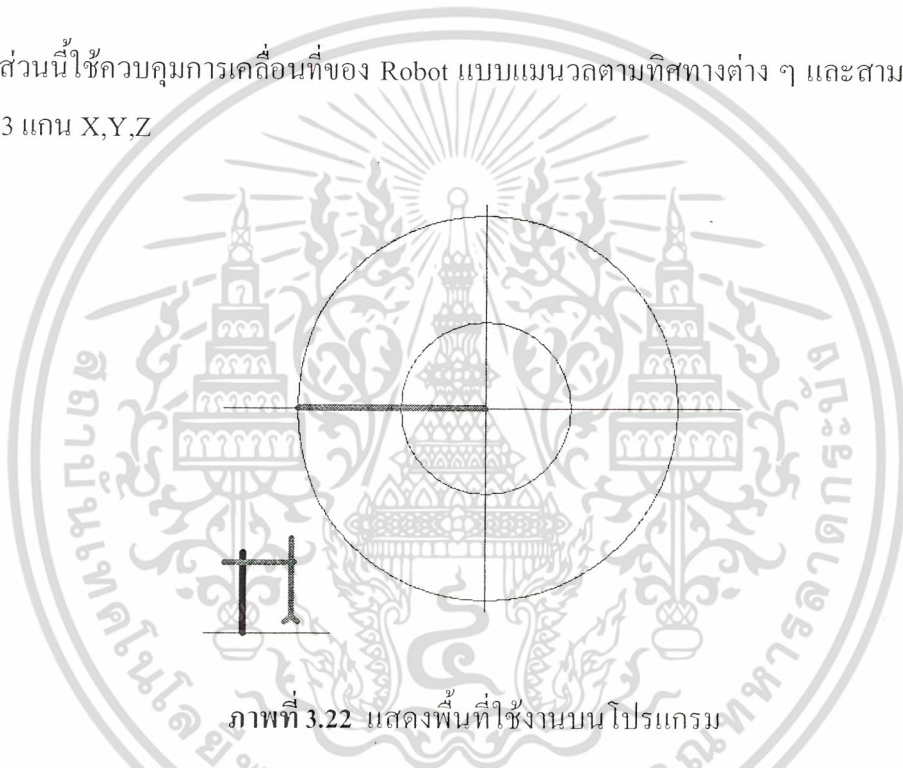 ส่วนนี้ใช้ควบคุมการเคลื่อนที่ของ Robot แบบแมนวลตามทิศทางต่าง ๆ และสาม
3 แกน X,Y,Z
ภาพที่ 3.22 แสดงพื้นที่ใช้งานบนโปรแกรม